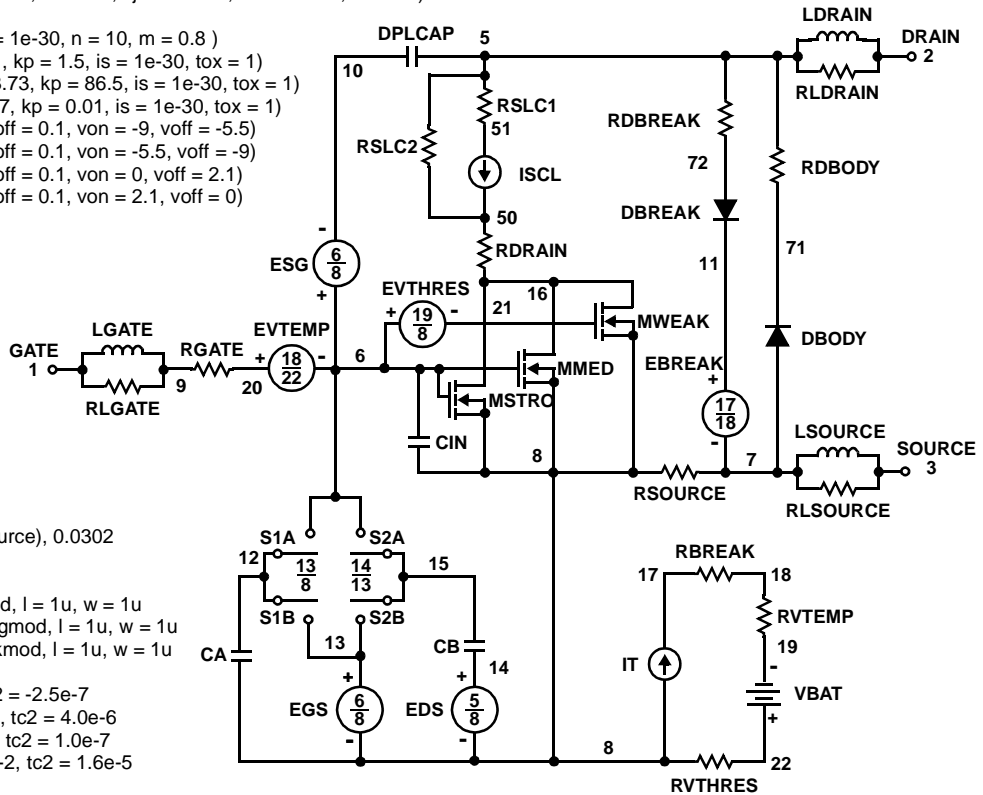 = 1e-30, n = 10, m = 0.8 )
, kp = 1.5, is = 1e-30, tox = 1)
.73, kp = 86.5, is = 1e-30, tox = 1)
7, kp = 0.01, is = 1e-30, tox = 1)
off = 0.1, von = -9, voff = -5.5)
off = 0.1, von = -5.5, voff = -9)
off = 0.1, von = 0, voff = 2.1)
off = 0.1, von = 2.1, voff = 0)
LDRAIN
DPLCAP 5 DRAIN
2
10
RLDRAIN
RSLC1
51
RDBREAK
RSLC2
72
RDBODY
ISCL
DBREAK
50
71
RDRAIN
ESG 6 8
- +
11
EVTHRES
+ 19 8 -
16
21
MWEAK
LGATE
EVTEMP
DBODY
GATE
1
RGATE
+ 18 22 -
6
EBREAK
+
MMED
9
20
MSTRO
RLGATE
17 18
-
LSOURCE
CIN
8
7
SOURCE
3
RSOURCE
RLSOURCE
urce), 0.0302
S1A
S2A
RBREAK
12
13 8
14 13
15
17
18
d, l = 1u, w = 1u
gmod, l = 1u, w = 1u
kmod, l = 1u, w = 1u
S1B
S2B
RVTEMP
13
CB
19
CA
14
IT
-
VBAT
+
2 = -2.5e-7
, tc2 = 4.0e-6
tc2 = 1.0e-7
-2, tc2 = 1.6e-5
+
+
EGS 6 8
EDS 5 8
-
-
8
22
RVTHRES